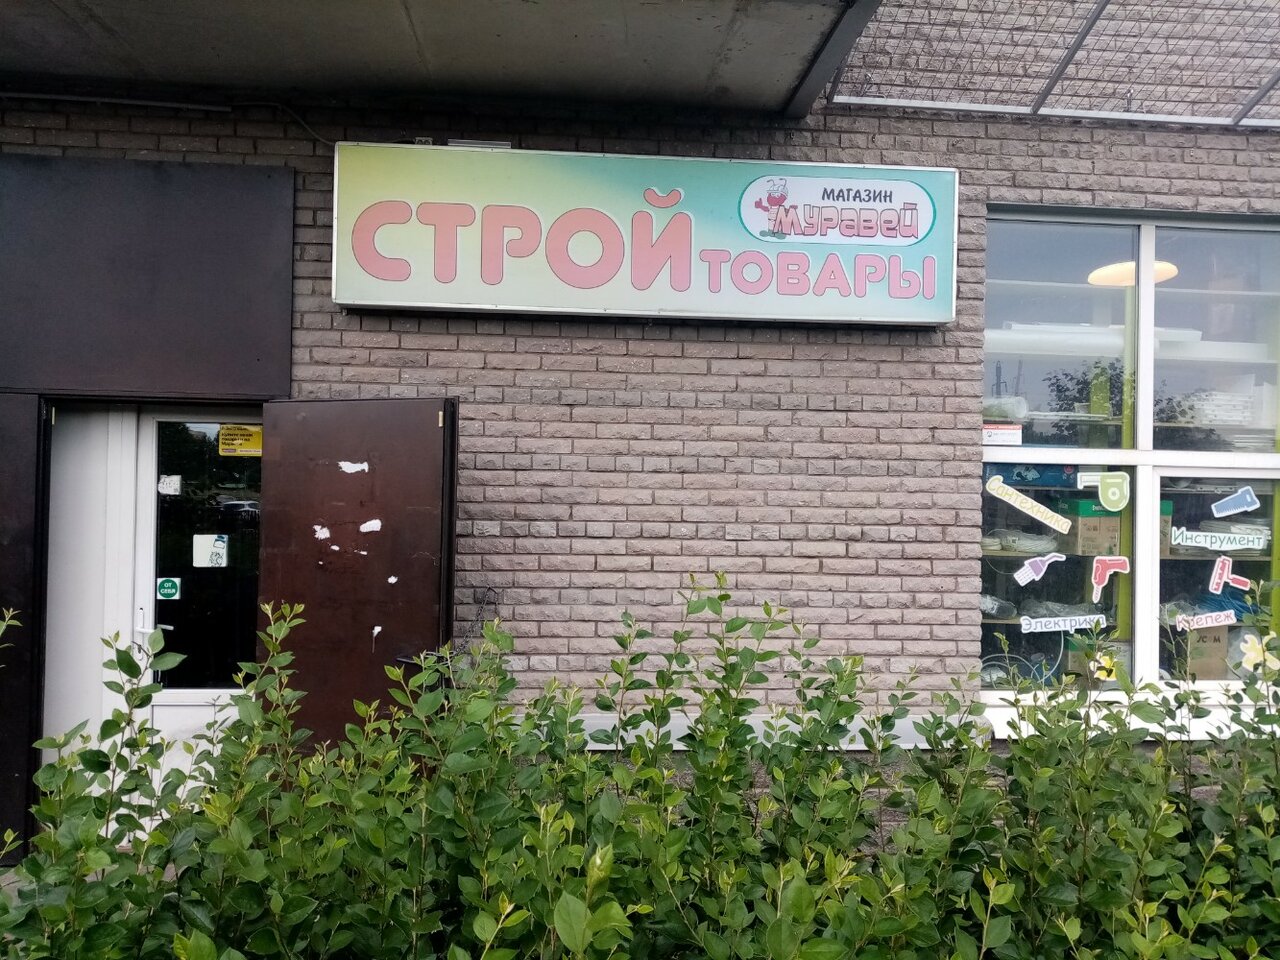 МАГАЗИН
Муравей
СТРОЙТОВАРЫ
ОТ
СЕБЯ
Сантехника
Инструмент
Электрика
Крепеж